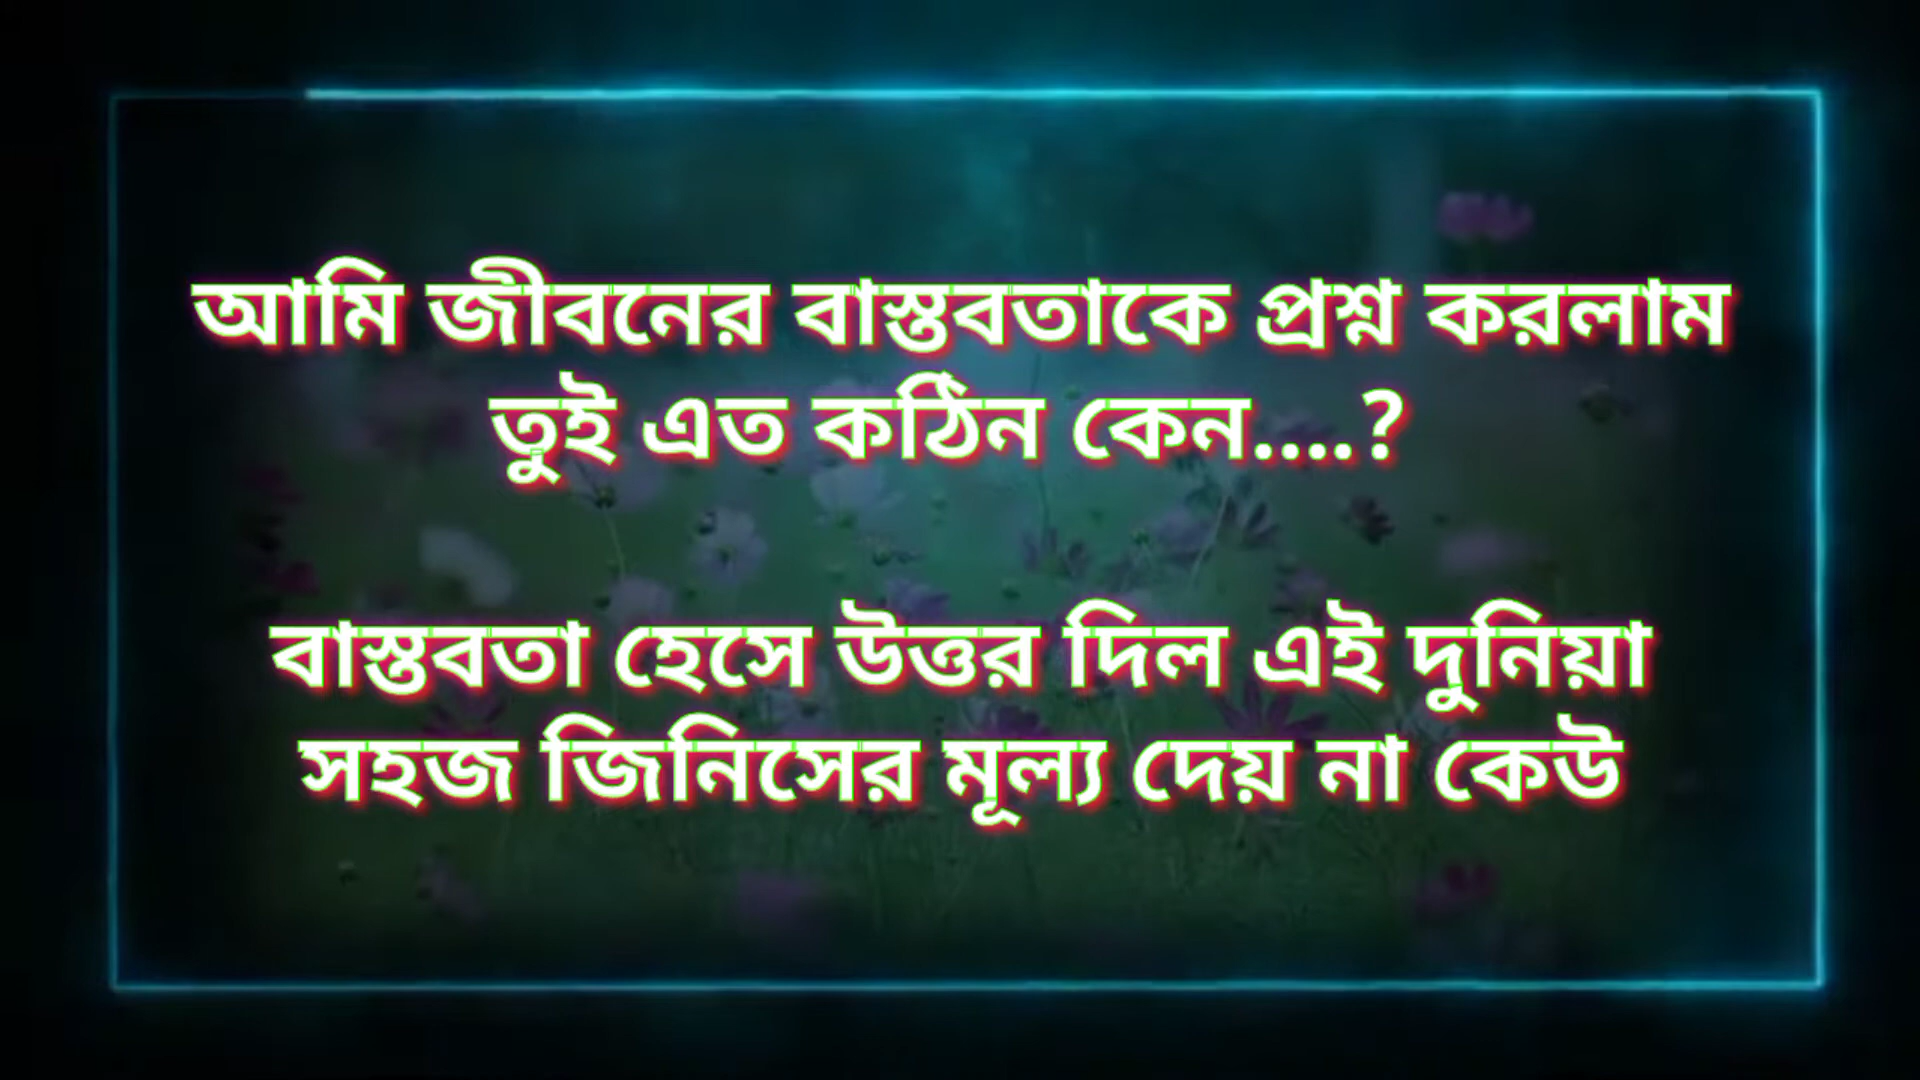 আমি জীবনের বাস্তবতাকে প্রশ্ন করলাম
তুই এত কঠিন কেন....?
বাস্তবতা হেসে উত্তর দিল এই দুনিয়া
সহজ জিনিসের মূল্য দেয় না কেউ